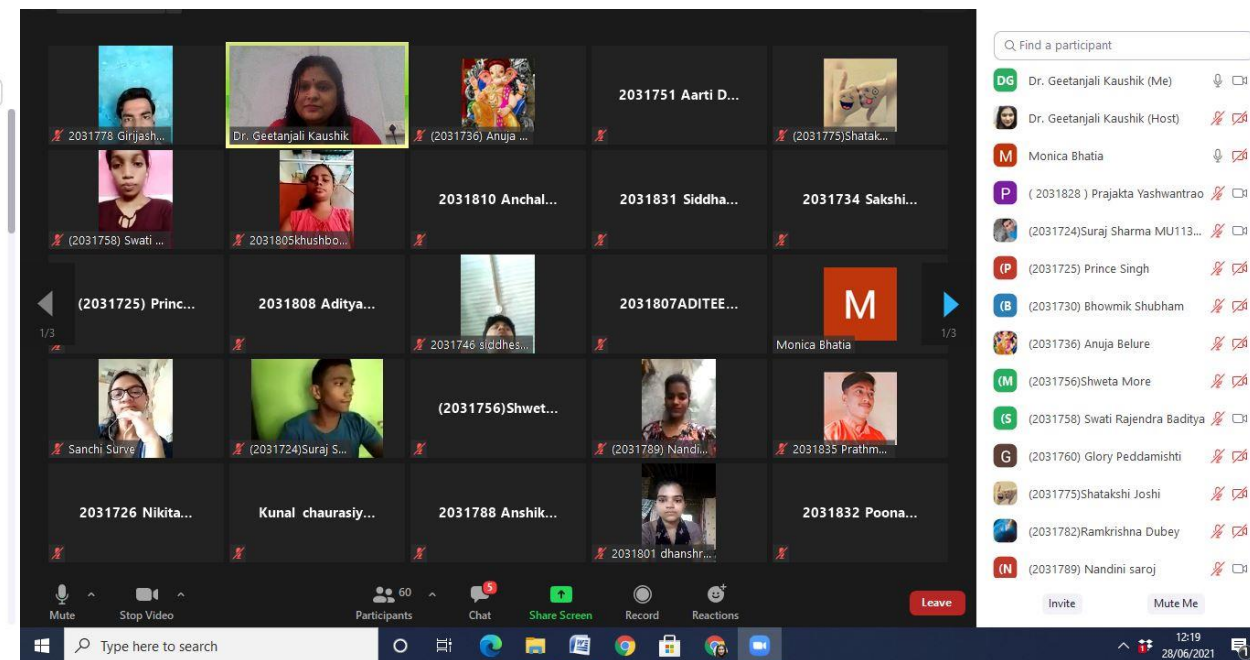 2031778 Girijash...
Dr. Geetanjali Kaushik
(2031736) Anuja ...
2031751 Aarti D...
(2031775)Shatak...
(2031758) Swati ...
2031805khushbo...
2031810 Anchal...
2031831 Siddha...
2031734 Sakshi...
(2031725) Princ...
2031808 Aditya...
2031746 siddhes...
2031807ADITEE...
M
Monica Bhatia
1/3
1/3
Sanchi Surve
(2031724)Suraj S...
(2031756)Shwet...
(2031789) Nandi...
2031835 Prathm...
2031726 Nikita...
Kunal chaurasiy...
2031788 Anshik...
2031801 dhanshr...
2031832 Poona...
Mute
Stop Video
Participants
60
Chat
5
Share Screen
Record
Reactions
Leave
Find a participant
DG Dr. Geetanjali Kaushik (Me)
Dr. Geetanjali Kaushik (Host)
M Monica Bhatia
P ( 2031828 ) Prajakta Yashwantrao
(2031724)Suraj Sharma MU113...
(P (2031725) Prince Singh
(B (2031730) Bhowmik Shubham
(2031736) Anuja Belure
(M (2031756)Shweta More
(S (2031758) Swati Rajendra Baditya
G (2031760) Glory Peddamishti
(2031775)Shatakshi Joshi
(2031782)Ramkrishna Dubey
(N (2031789) Nandini saroj
Invite
Mute Me
Type here to search
12:19
28/06/2021